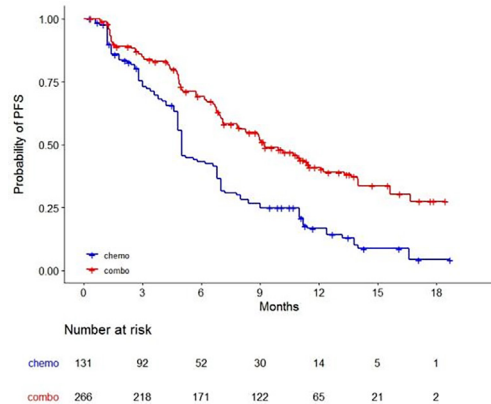 1.00
0.75
0.50
0.25
0.00
Probability of PFS
chemo
combo
0 3 6 9 12 15 18
Months
Number at risk
chemo 131 92 52 30 14 5 1
combo 266 218 171 122 65 21 2